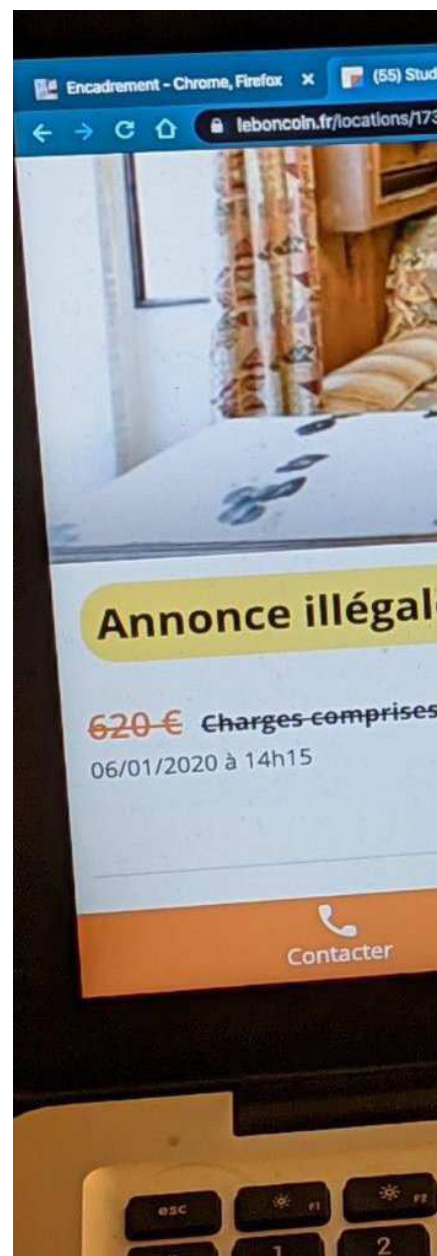 Encadrement - Chrome, Firefox
(55) Stud
leboncoin.fr/locations/173
Annonce illégal
620 € Charges comprises
06/01/2020 à 14h15
Contacter
esc
F1
F2
1
2